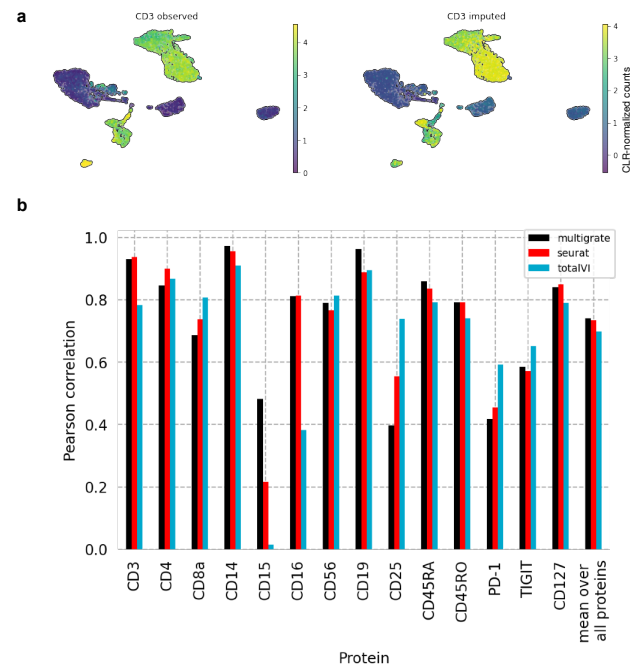 a
CD3 observed
4
3
2
1
0
CD3 imputed
4
3
2
1
0
CLR-normalized counts
b
multigrate
seurat
totalVI
1.0
0.8
0.6
0.4
0.2
0.0
Pearson correlation
CD3
CD4
CD8a
CD14
CD15
CD16
CD56
CD19
CD25
CD45RA
CD45RO
PD-1
TIGIT
CD127
mean over
all proteins
Protein